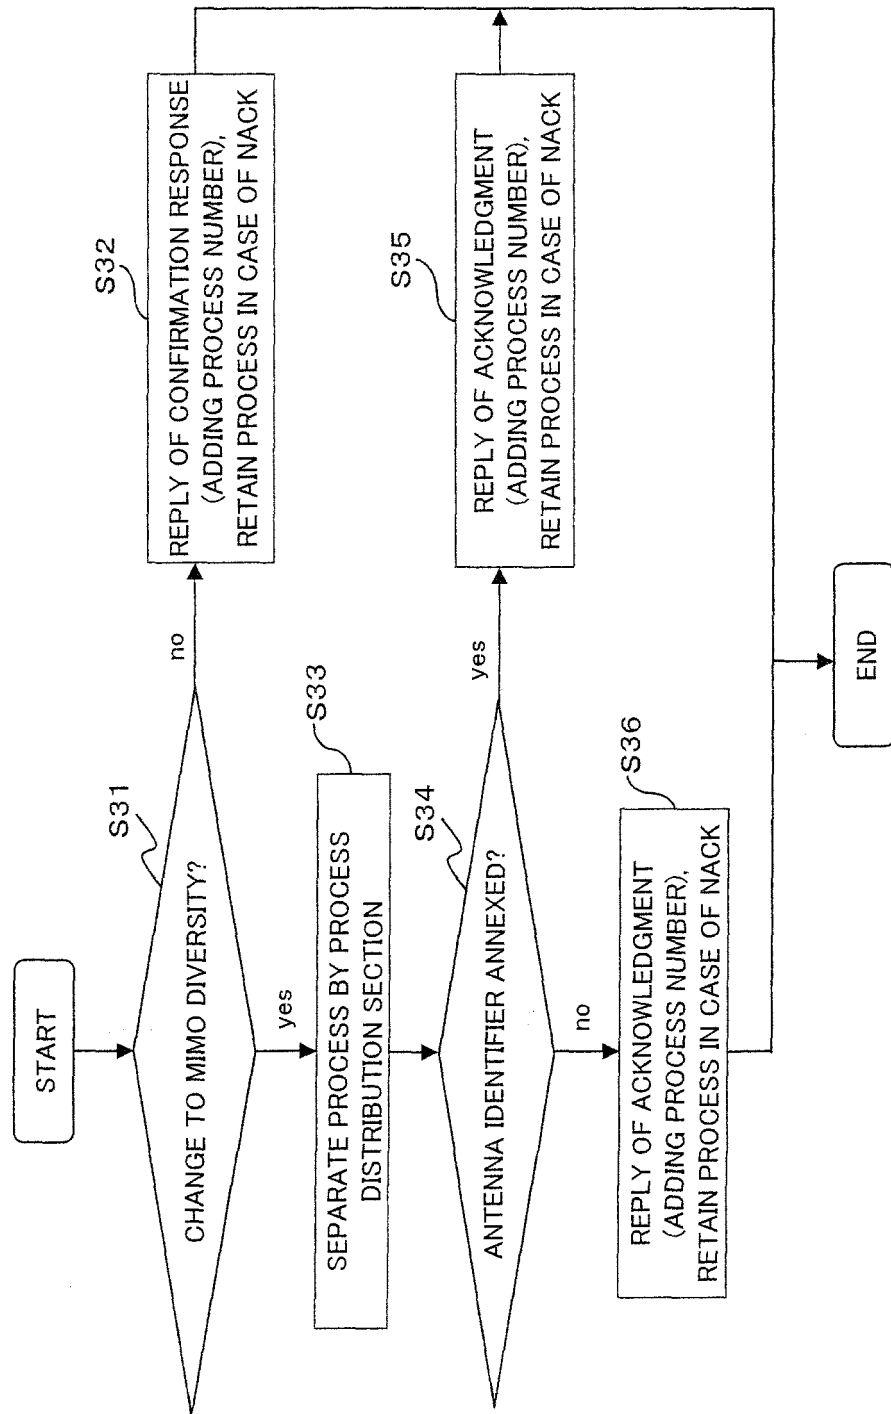 START
CHANGE TO MIMO DIVERSITY?
S31
no
REPLY OF CONFIRMATION RESPONSE
(ADDING PROCESS NUMBER),
RETAIN PROCESS IN CASE OF NACK
S32
yes
SEPARATE PROCESS BY PROCESS
DISTRIBUTION SECTION
S33
ANTENNA IDENTIFIER ANNEXED?
S34
yes
REPLY OF ACKNOWLEDGMENT
(ADDING PROCESS NUMBER),
RETAIN PROCESS IN CASE OF NACK
S35
no
REPLY OF ACKNOWLEDGMENT
(ADDING PROCESS NUMBER),
RETAIN PROCESS IN CASE OF NACK
S36
END